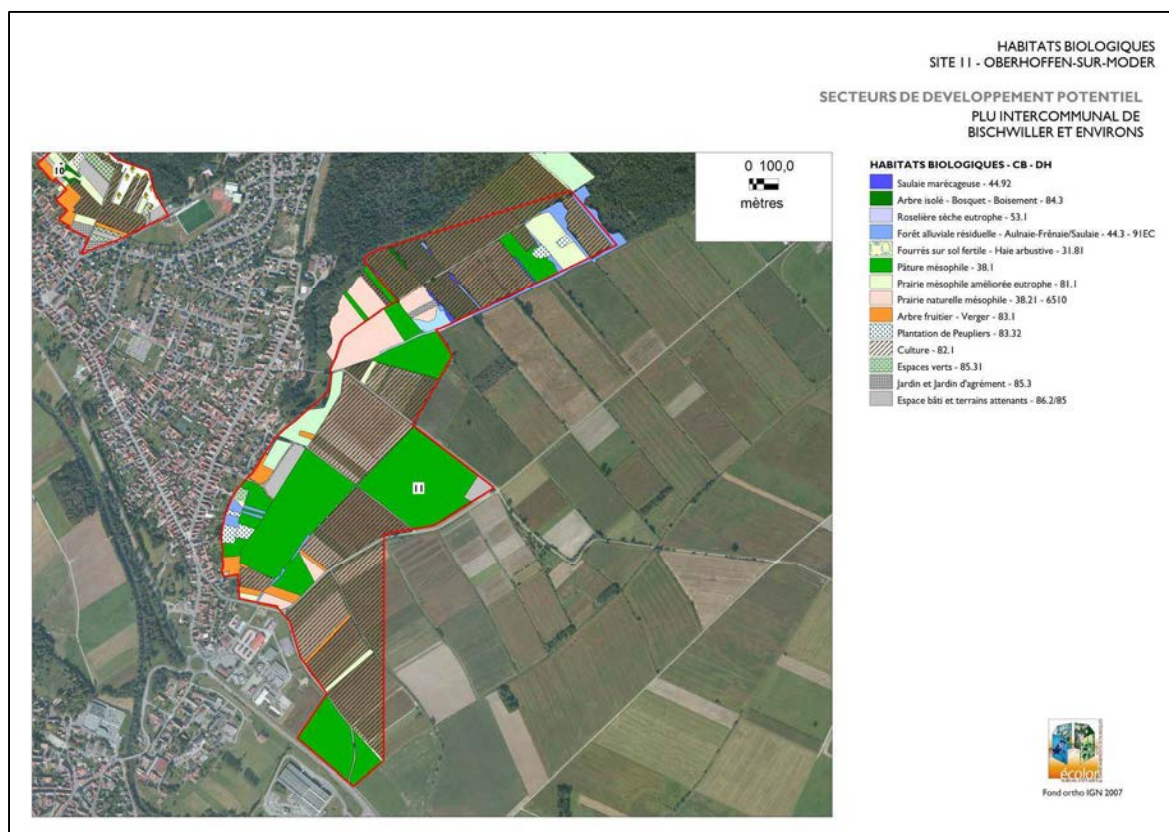 HABITATS BIOLOGIQUES
SITE 11 - OBERHOFFEN-SUR-MODER
SECTEURS DE DEVELOPPEMENT POTENTIEL
PLU INTERCOMMUNAL DE
BISCHWILLER ET ENVIRONS
10
0 100,0
mètres
HABITATS BIOLOGIQUES - CB - DH
Saulaie marécageuse - 44.92
Arbre isolé - Bosquet - Boisement - 84.3
Roselière sèche eutrophe - 53.1
Forêt alluviale résiduelle - Aulnaie-Frênaie/Saulaie - 44.3 - 91EC
Fourrés sur sol fertile - Haie arbustive - 31.81
Pâture mésophile - 38.1
Prairie mésophile améliorée eutrophe - 81.1
Prairie naturelle mésophile - 38.21 - 6510
Arbre fruitier - Verger - 83.1
Plantation de Peupliers - 83.32
Culture - 82.1
Espaces verts - 85.31
Jardin et Jardin d'agrément - 85.3
Espace bâti et terrains attenants - 86.2/85
11
écolor
Fond ortho IGN 2007